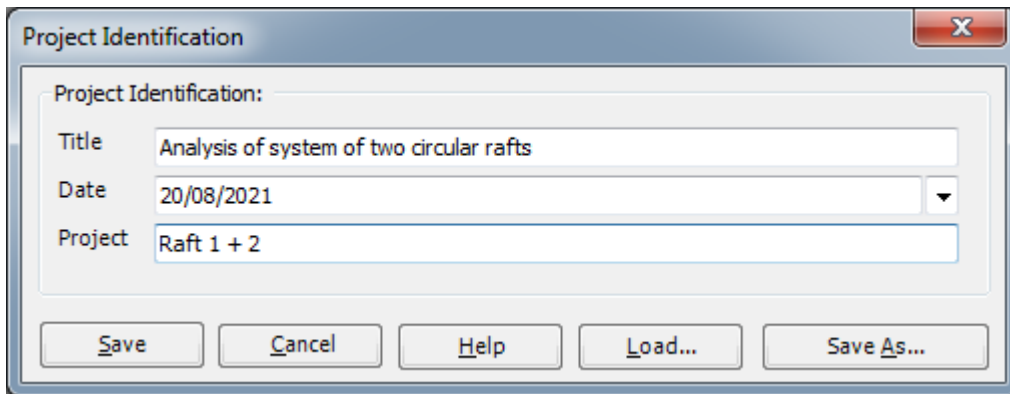 Project Identification
Project Identification:
Title Analysis of system of two circular rafts
Date 20/08/2021
Project Raft 1 + 2
Save Cancel Help Load... Save As...